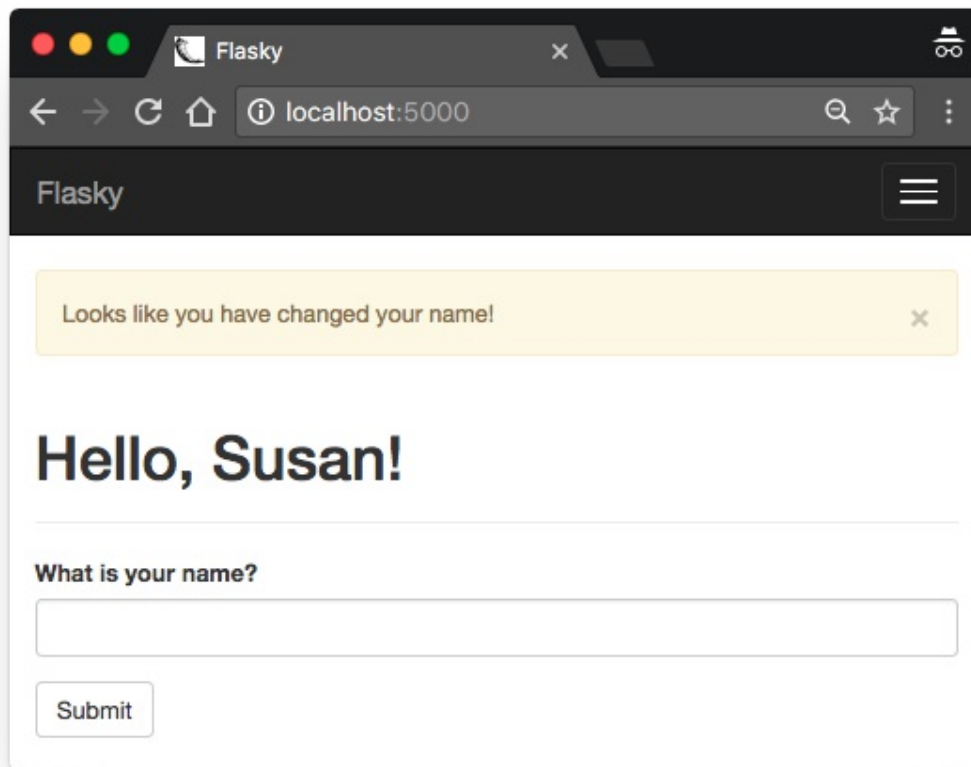 Flasky
localhost:5000
Flasky
Looks like you have changed your name!
Hello, Susan!
What is your name?
Submit